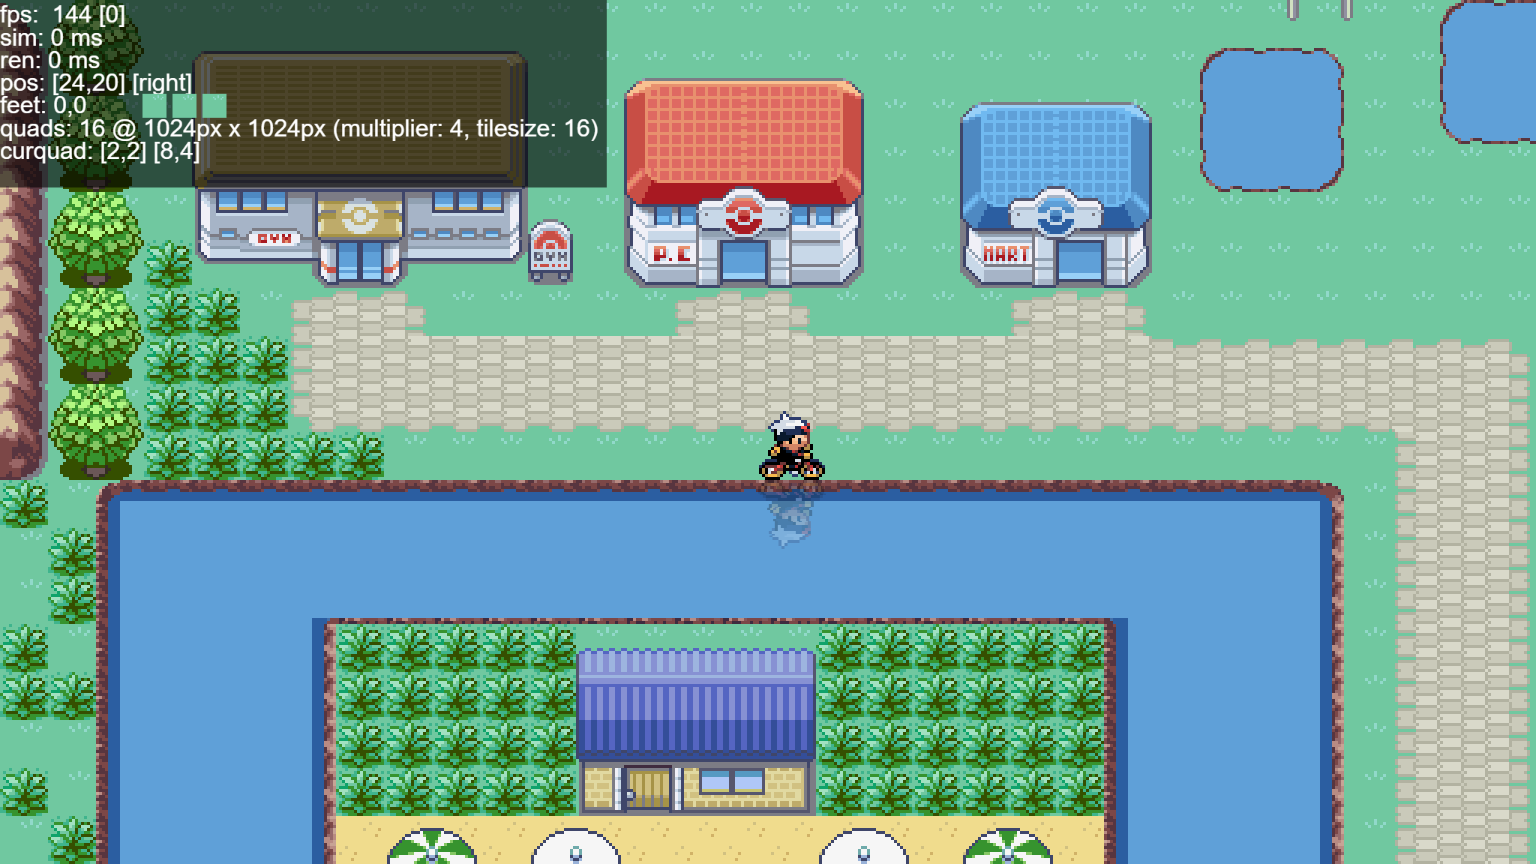 fps:  144 [0]
sim: 0 ms
ren: 0 ms
pos: [24,20] [right]
feet: 0,0
quads: 16 @ 1024px x 1024px (multiplier: 4, tilesize: 16)
curquad: [2,2] [8,4]
GYM
GYM
P.C
MART